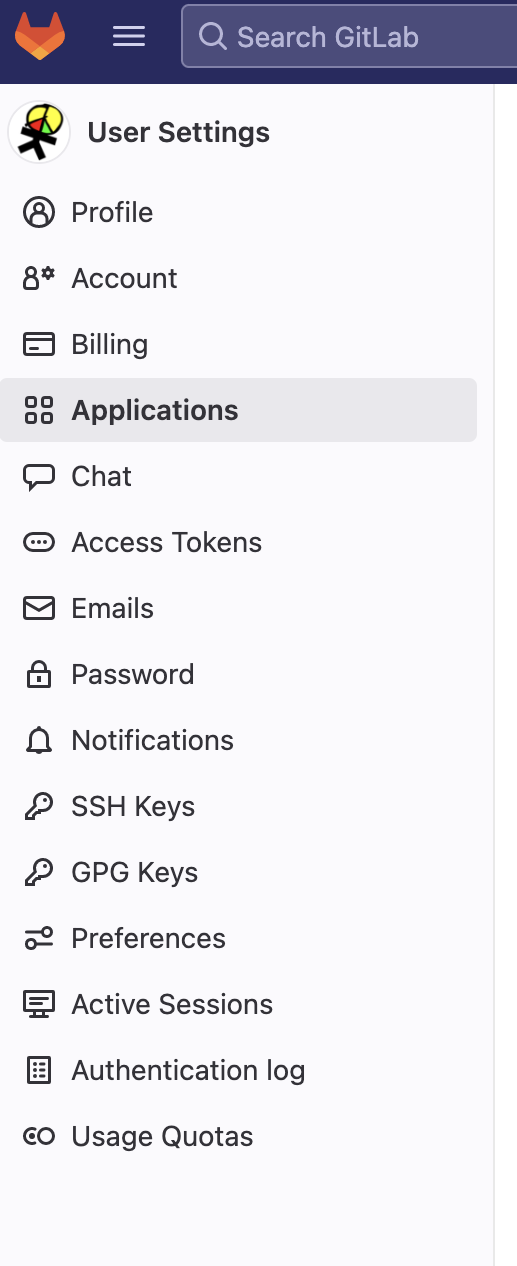 Search GitLab
User Settings
Profile
Account
Billing
Applications
Chat
Access Tokens
Emails
Password
Notifications
SSH Keys
GPG Keys
Preferences
Active Sessions
Authentication log
Usage Quotas